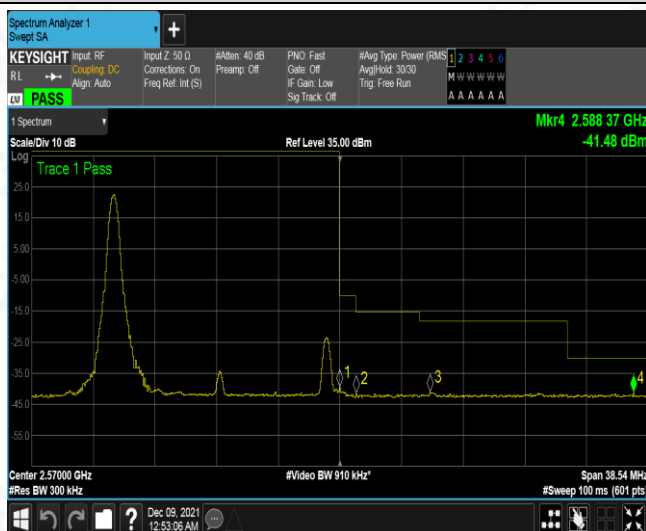 Spectrum Analyzer 1
Swept SA
+
KEYSIGHT
RL
Input: RF
Coupling: DC
Align: Auto
Input Z: 50 Ω
Corrections: On
Freq Ref: Int (S)
#Atten: 40 dB
Preamp: Off
PNO: Fast
Gate: Off
IF Gain: Low
Sig Track: Off
#Avg Type: Power (RMS
Avg|Hold: 30/30
Trig: Free Run
1 2 3 4 5 6
M W W W W W
A A A A A A
LXI PASS
1 Spectrum
Mkr4 2.588 37 GHz
Scale/Div 10 dB
Ref Level 35.00 dBm
-41.48 dBm
Log
Trace 1 Pass
25.0
15.0
5.00
-5.00
-15.0
-25.0
-35.0
-45.0
-55.0
1
2
3
4
Center 2.57000 GHz
#Video BW 910 kHz*
Span 38.54 MHz
#Res BW 300 kHz
#Sweep 100 ms (601 pts)
?
Dec 09, 2021
12:53:06 AM